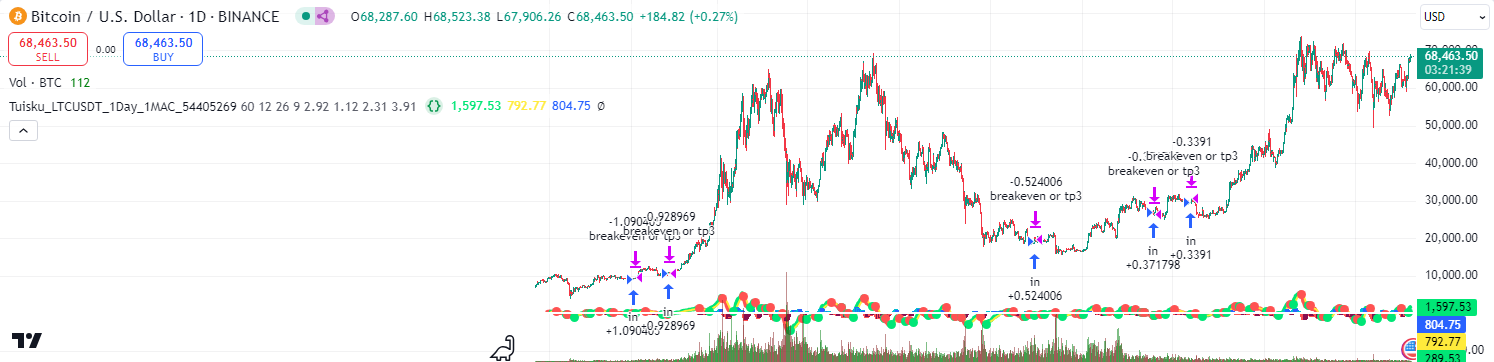 Bitcoin / U.S. Dollar · 1D · BINANCE O68,287.60 H68,523.38 L67,906.26 C68,463.50 +184.82 (+0.27%)
USD
68,463.50
SELL
0.00
68,463.50
BUY
Vol · BTC 112
Tuisku_LTCUSDT_1Day_1MAC_54405269 60 12 26 9 2.92 1.12 2.31 3.91 {} 1,597.53 792.77 804.75 Ø
68,463.50
03:21:39
60,000.00
50,000.00
40,000.00
30,000.00
20,000.00
10,000.00
-0.928969
breakeven or tp3
-0.524006
breakeven or tp3
breakeven or tp3
-0.3391
breakeven or tp3
in
in
+0.928969
in
+0.524006
in
+0.371798
in
+0.3391
1,597.53
804.75
792.77
289.53